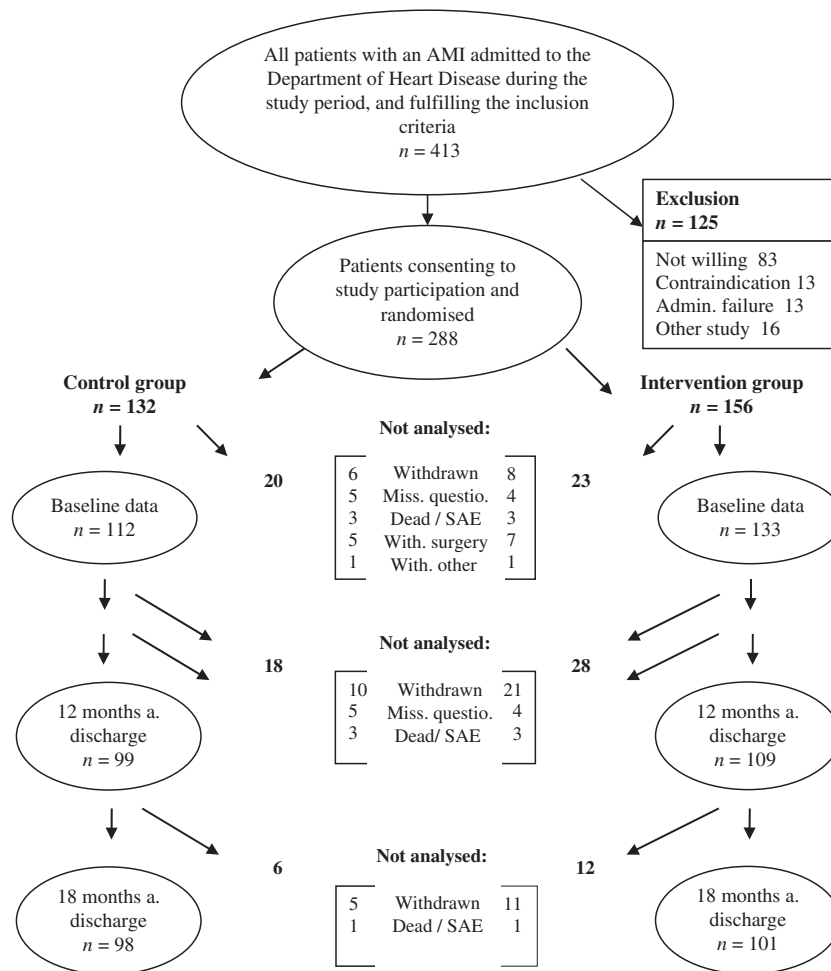 All patients with an AMI admitted to the
Department of Heart Disease during the
study period, and fulfilling the inclusion
criteria
n = 413
Exclusion
n = 125
Not willing 83
Contraindication 13
Admin. failure 13
Other study 16
Patients consenting to
study participation and
randomised
n = 288
Control group
n = 132
Intervention group
n = 156
Not analysed:
20
6 Withdrawn 8
5 Miss. questio. 4
3 Dead / SAE 3
5 With. surgery 7
1 With. other 1
23
Baseline data
n = 112
Baseline data
n = 133
Not analysed:
18
10 Withdrawn 21
5 Miss. questio. 4
3 Dead/ SAE 3
28
12 months a.
discharge
n = 99
12 months a.
discharge
n = 109
Not analysed:
6
5 Withdrawn 11
1 Dead / SAE 1
12
18 months a.
discharge
n = 98
18 months a.
discharge
n = 101